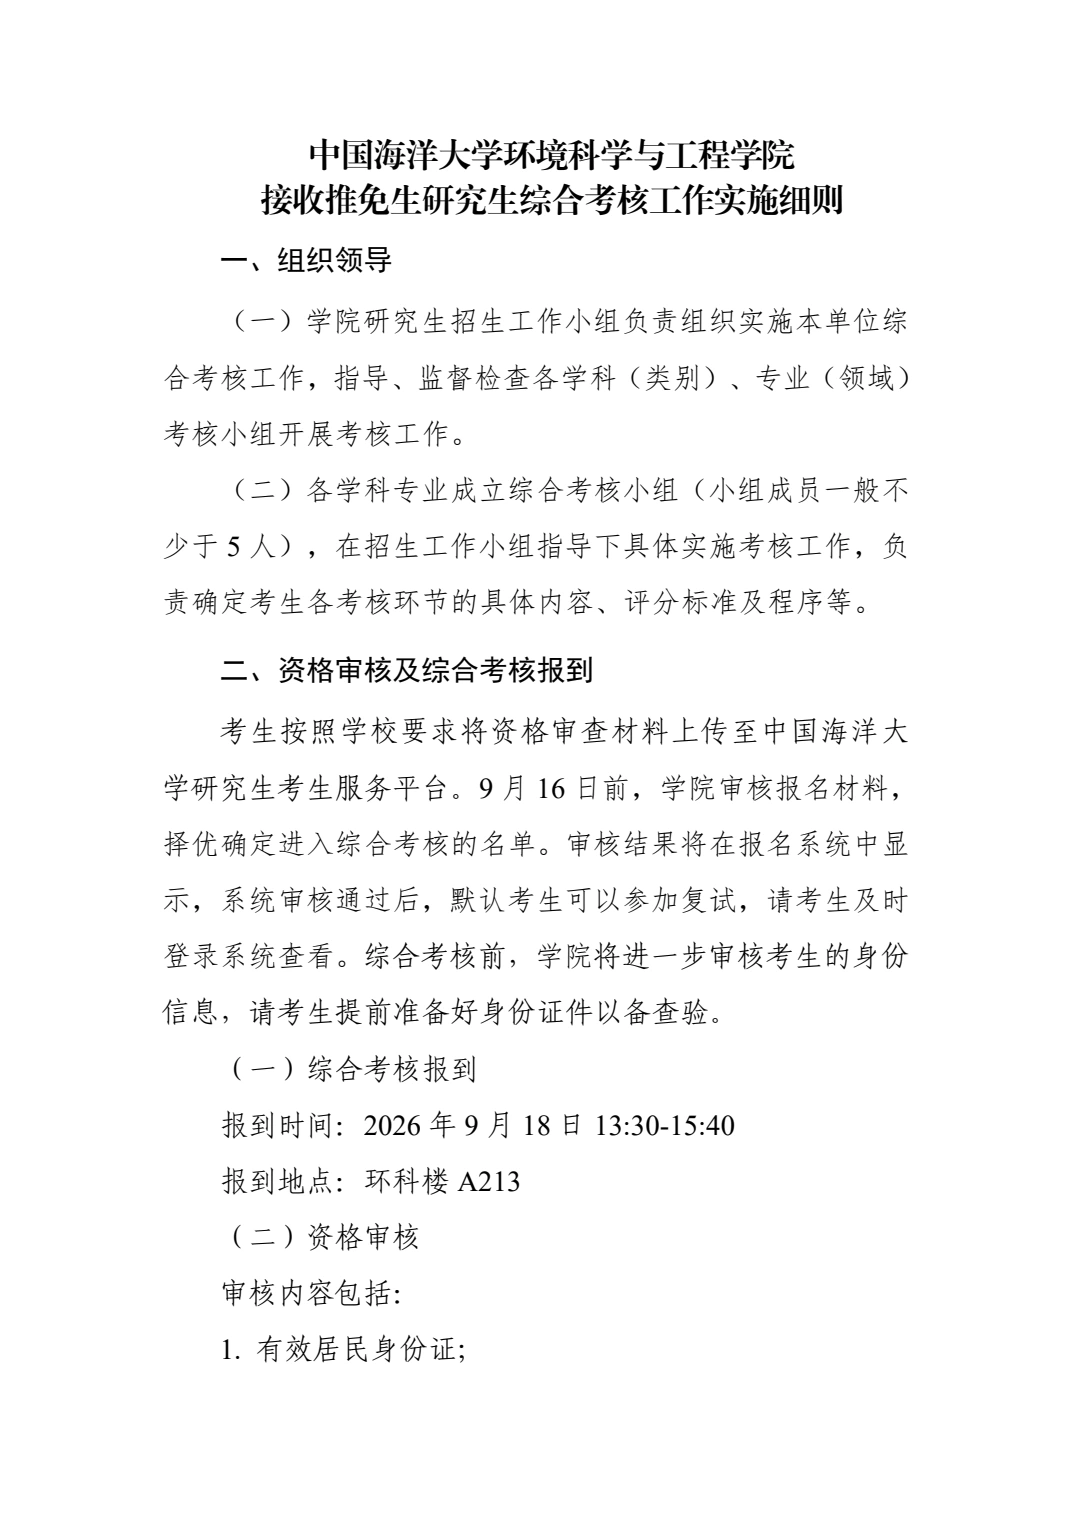 中国海洋大学环境科学与工程学院
接收推免生研究生综合考核工作实施细则
一、组织领导
（一）学院研究生招生工作小组负责组织实施本单位综
合考核工作，指导、监督检查各学科（类别）、专业（领域）
考核小组开展考核工作。
（二）各学科专业成立综合考核小组（小组成员一般不
少于 5 人），在招生工作小组指导下具体实施考核工作，负
责确定考生各考核环节的具体内容、评分标准及程序等。
二、资格审核及综合考核报到
考生按照学校要求将资格审查材料上传至中国海洋大
学研究生考生服务平台。9 月 16 日前，学院审核报名材料，
择优确定进入综合考核的名单。审核结果将在报名系统中显
示，系统审核通过后，默认考生可以参加复试，请考生及时
登录系统查看。综合考核前，学院将进一步审核考生的身份
信息，请考生提前准备好身份证件以备查验。
（一）综合考核报到
报到时间：2026 年 9 月 18 日 13:30-15:40
报到地点：环科楼 A213
（二）资格审核
审核内容包括：
1. 有效居民身份证；